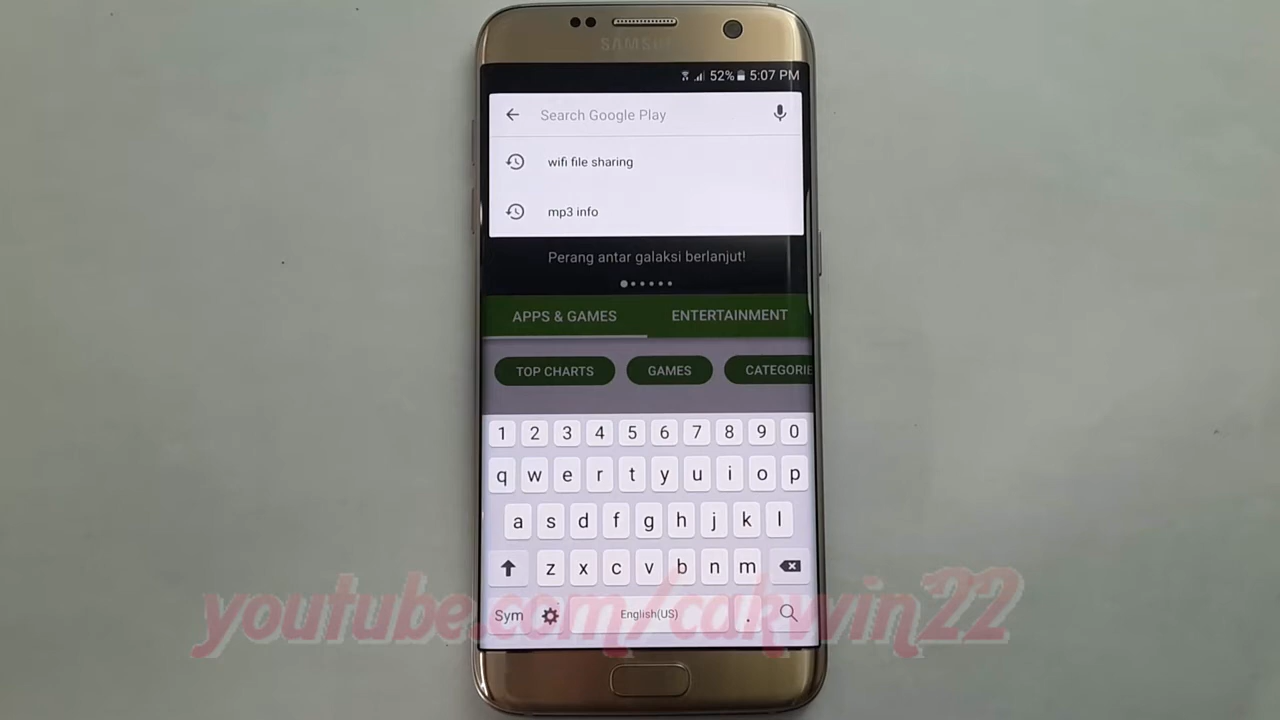 SAMSUNG
52% 5:07 PM
Search Google Play
wifi file sharing
mp3 info
Perang antar galaksi berlanjut!
APPS & GAMES ENTERTAINMENT
TOP CHARTS GAMES CATEGORIE
1 2 3 4 5 6 7 8 9 0
q w e r t y u i o p
a s d f g h j k l
z x c v b n m
Sym English(US) .
youtube.com/cakwin22